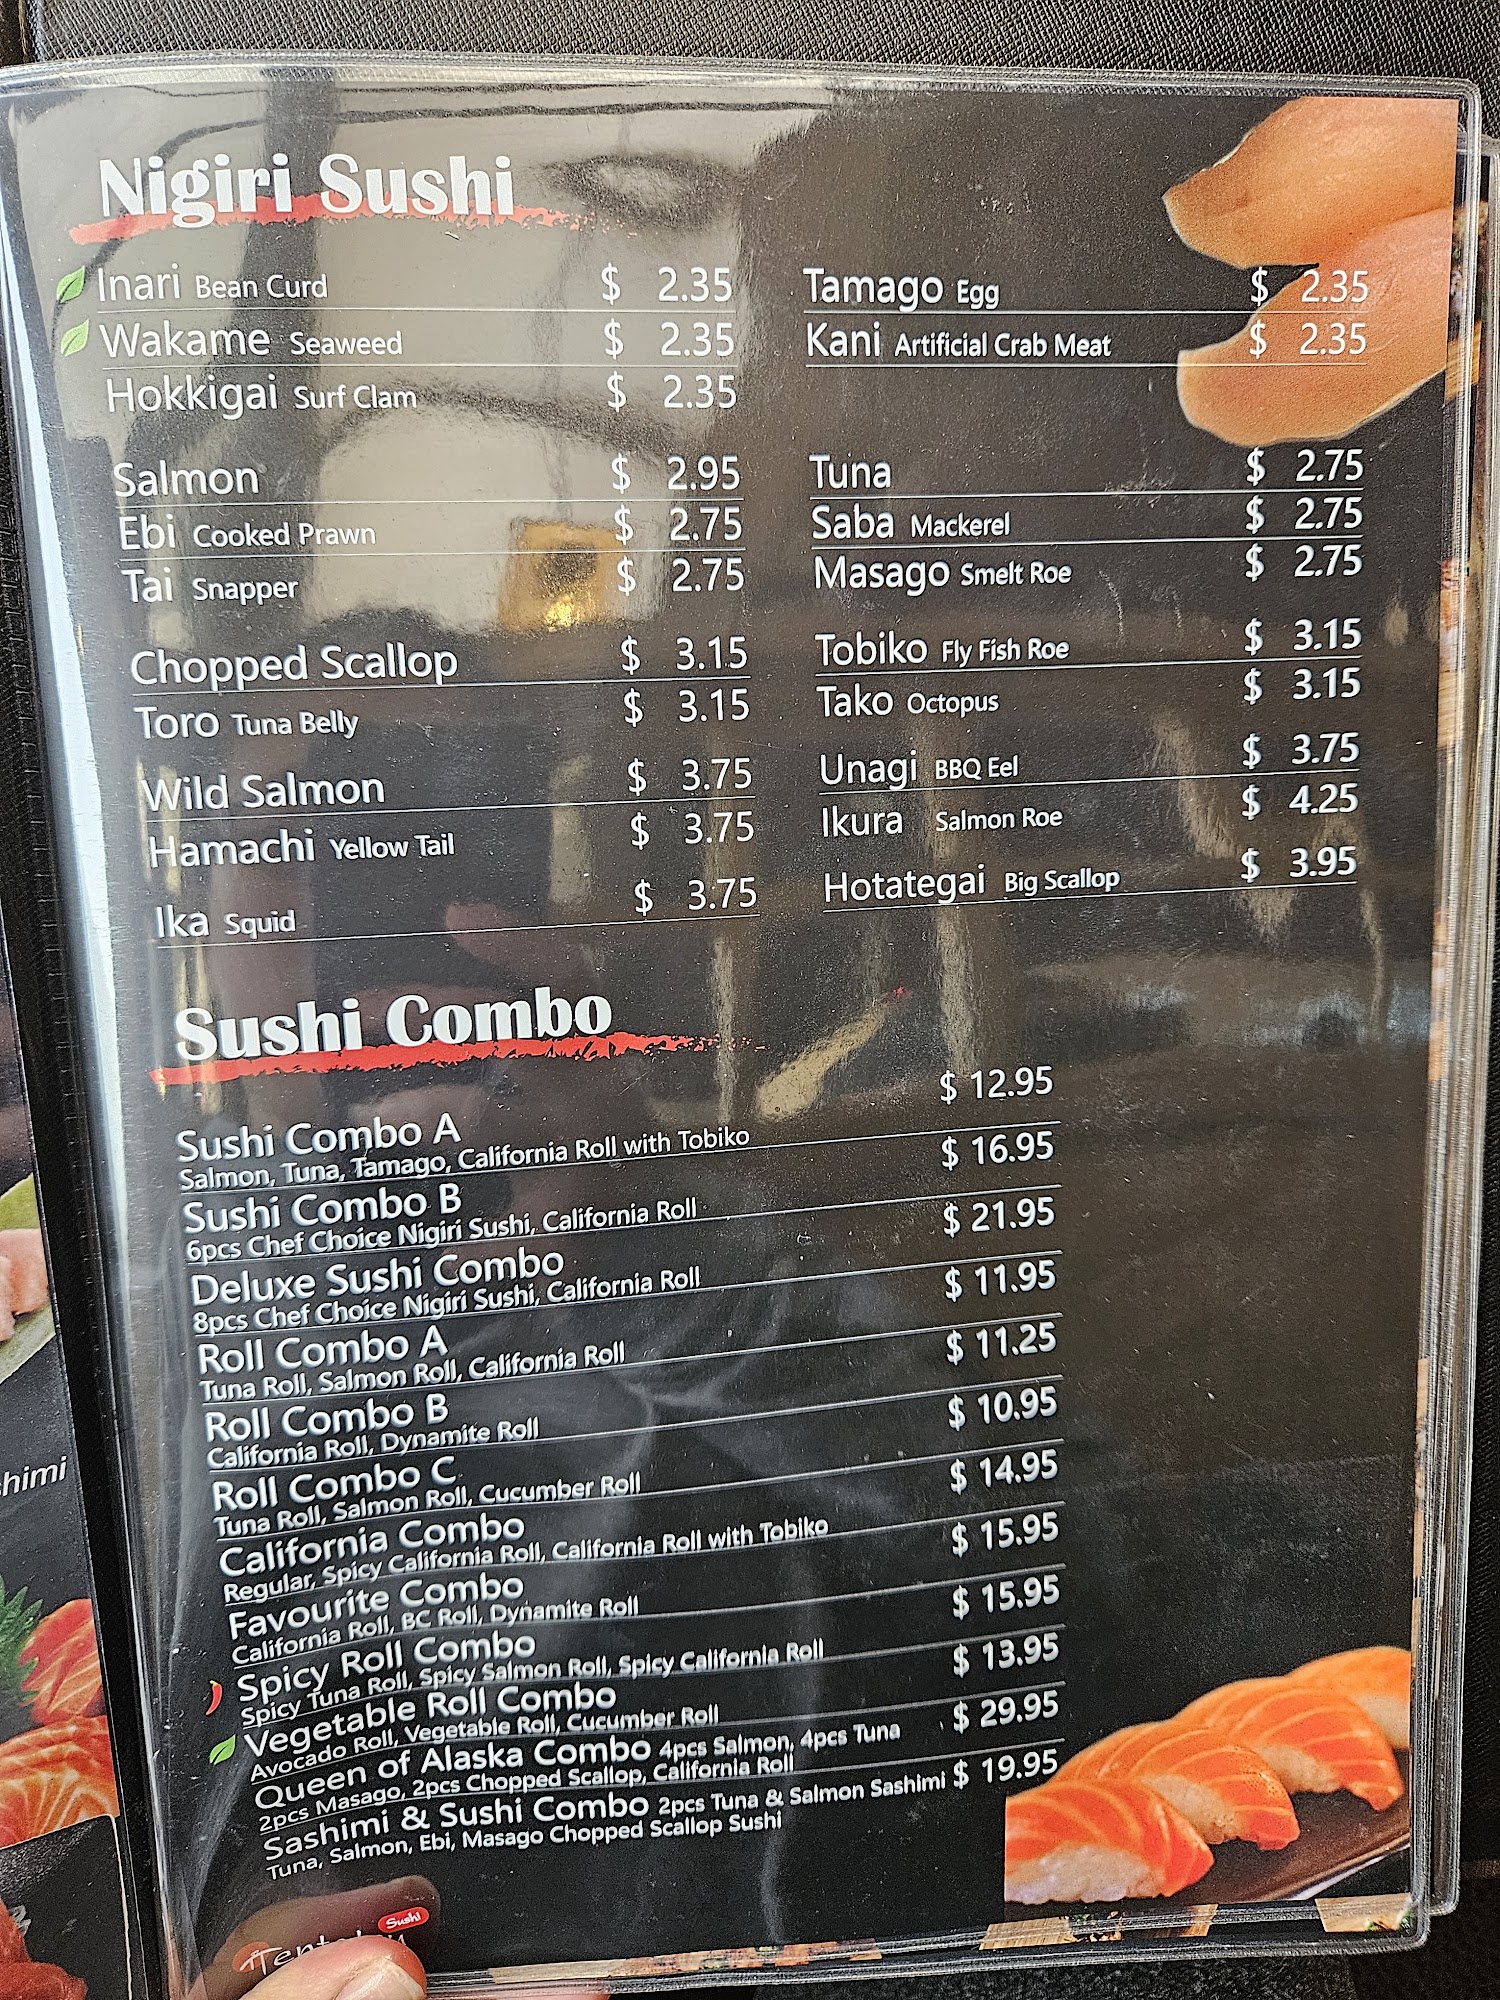 Nigiri Sushi
Inari Bean Curd $ 2.35
Wakame Seaweed $ 2.35
Hokkigai Surf Clam $ 2.35
Tamago Egg $ 2.35
Kani Artificial Crab Meat $ 2.35
Salmon $ 2.95
Ebi Cooked Prawn $ 2.75
Tai Snapper $ 2.75
Tuna $ 2.75
Saba Mackerel $ 2.75
Masago Smelt Roe $ 2.75
Chopped Scallop $ 3.15
Toro Tuna Belly $ 3.15
Tobiko Fly Fish Roe $ 3.15
Tako Octopus $ 3.15
Wild Salmon $ 3.75
Hamachi Yellow Tail $ 3.75
Ika Squid $ 3.75
Unagi BBQ Eel $ 3.75
Ikura Salmon Roe $ 4.25
Hotategai Big Scallop $ 3.95
Sushi Combo
Sushi Combo A $ 12.95
Salmon, Tuna, Tamago, California Roll with Tobiko
Sushi Combo B $ 16.95
6pcs Chef Choice Nigiri Sushi, California Roll
Deluxe Sushi Combo $ 21.95
8pcs Chef Choice Nigiri Sushi, California Roll
Roll Combo A $ 11.95
Tuna Roll, Salmon Roll, California Roll
Roll Combo B $ 11.25
California Roll, Dynamite Roll
Roll Combo C $ 10.95
Tuna Roll, Salmon Roll, Cucumber Roll
California Combo $ 14.95
Regular, Spicy California Roll, California Roll with Tobiko
Favourite Combo $ 15.95
California Roll, BC Roll, Dynamite Roll
Spicy Roll Combo $ 15.95
Spicy Tuna Roll, Spicy Salmon Roll, Spicy California Roll
Vegetable Roll Combo $ 13.95
Avocado Roll, Vegetable Roll, Cucumber Roll
Queen of Alaska Combo 4pcs Salmon, 4pcs Tuna $ 29.95
2pcs Masago, 2pcs Chopped Scallop, California Roll
Sashimi & Sushi Combo 2pcs Tuna & Salmon Sashimi $ 19.95
Tuna, Salmon, Ebi, Masago Chopped Scallop Sushi
Sushi